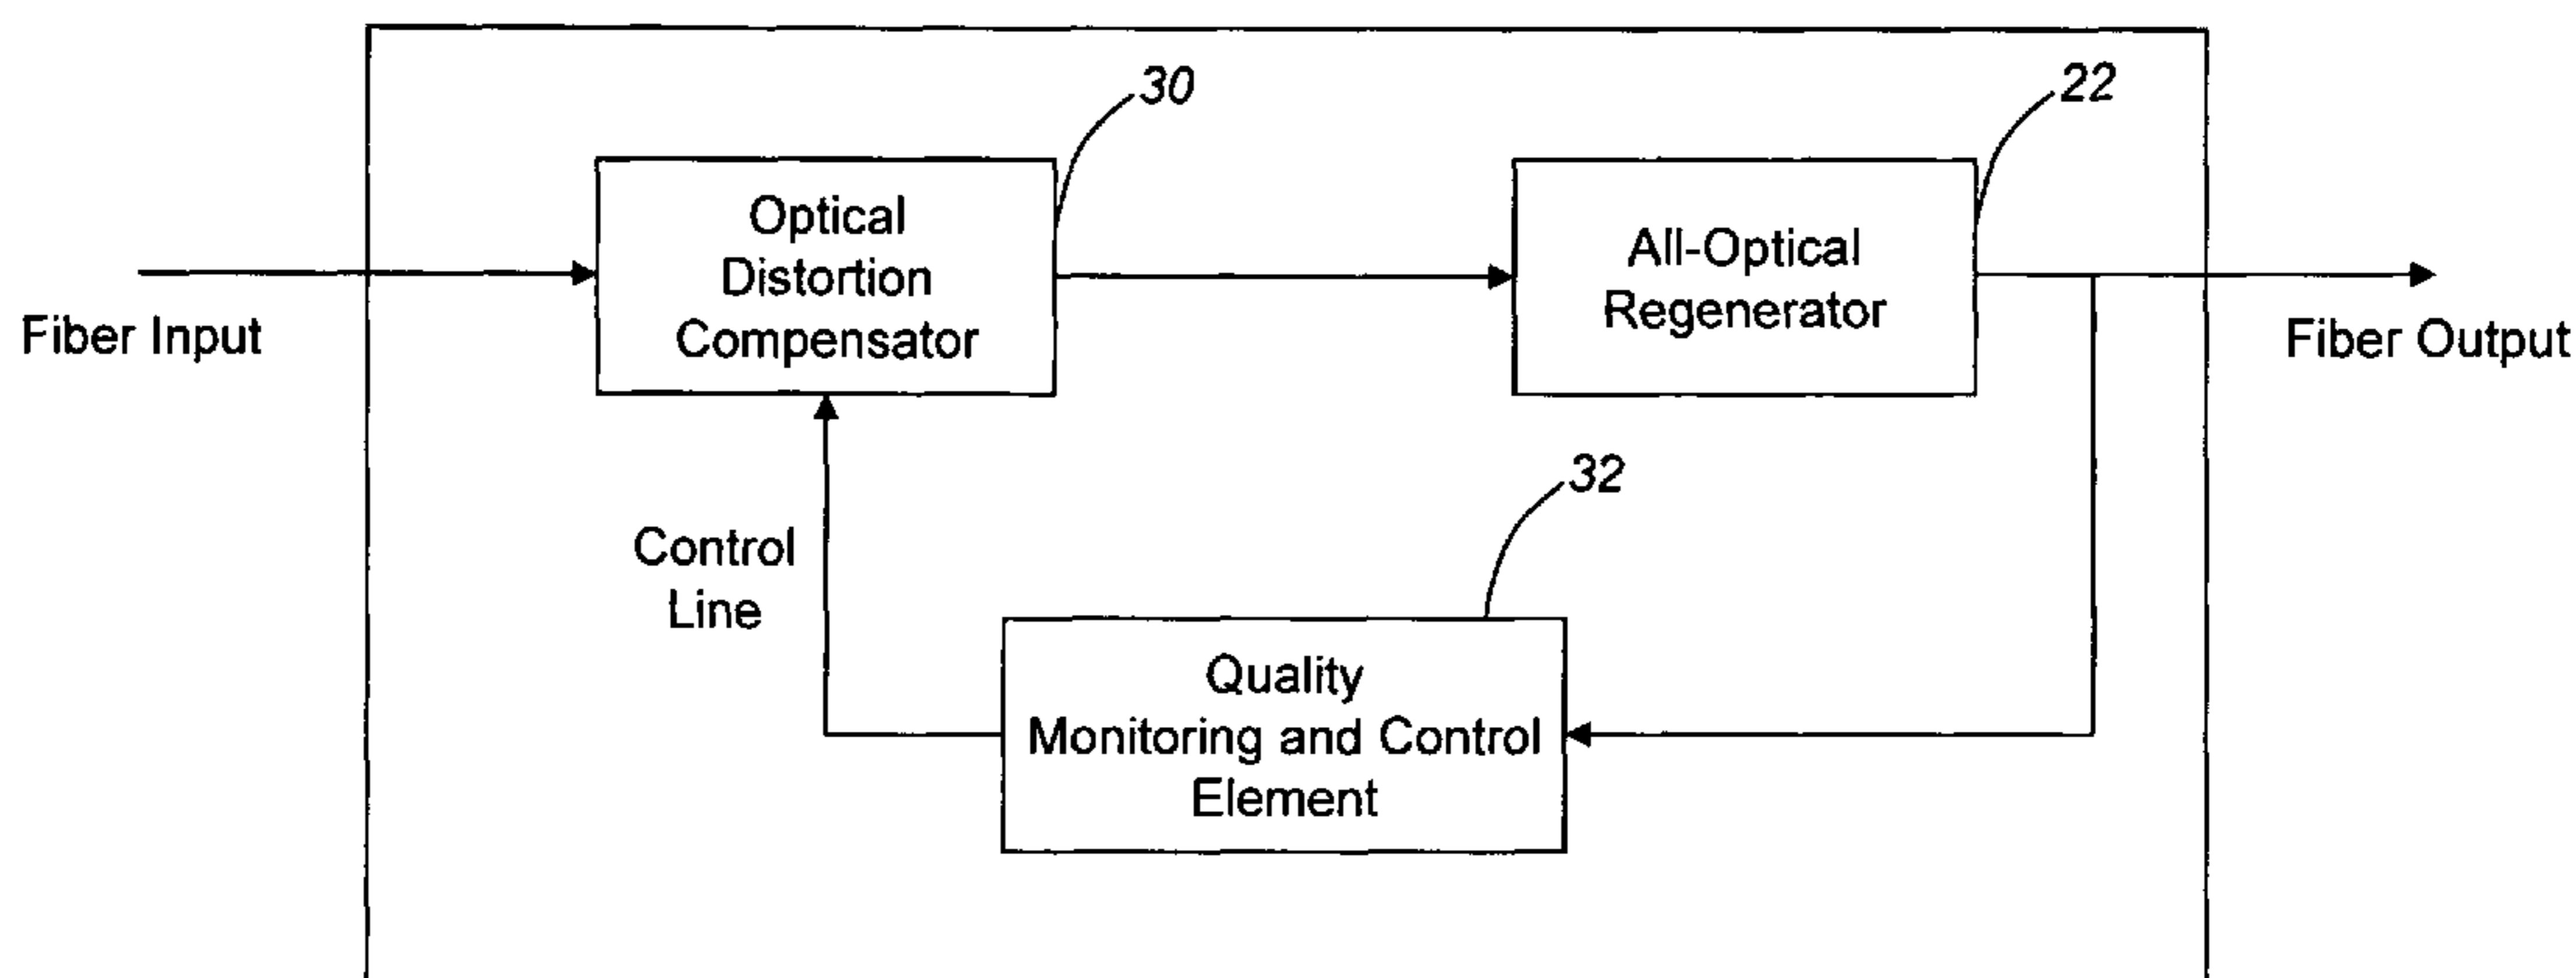 30
22
Optical
Distortion
Compensator
All-Optical
Regenerator
Fiber Input
Fiber Output
32
Control
Line
Quality
Monitoring and Control
Element